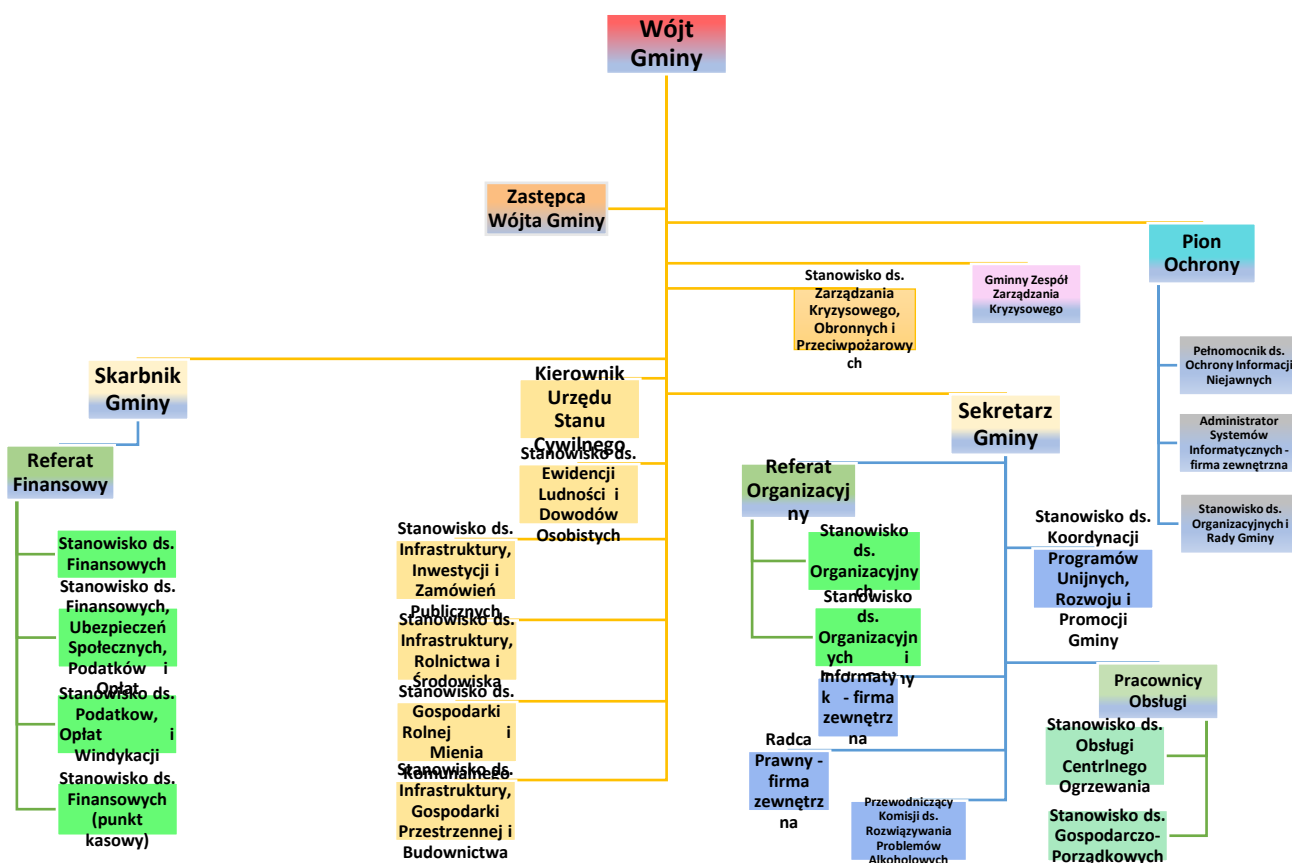 Wójt
Gminy
Zastępca
Wójta Gminy
Pion
Ochrony
Stanowisko ds.
Zarządzania
Kryzysowego,
Obronnych i
Przeciwpożarowy
ch
Gminny Zespół
Zarządzania
Kryzysowego
Pełnomocnik ds.
Ochrony Informacji
Niejawnych
Administrator
Systemów
Informatycznych -
firma zewnętrzna
Stanowisko ds.
Organizacyjnych i
Rady Gminy
Skarbnik
Gminy
Referat
Finansowy
Stanowisko ds.
Finansowych
Stanowisko ds.
Finansowych,
Ubezpieczeń
Społecznych,
Podatków i
Opłat
Stanowisko ds.
Podatkow,
Opłat i
Windykacji
Stanowisko ds.
Finansowych
(punkt
kasowy)
Kierownik
Urzędu
Stanu
Cywilnego
Stanowisko ds.
Ewidencji
Ludności i
Dowodów
Osobistych
Stanowisko ds.
Infrastruktury,
Inwestycji i
Zamówień
Publicznych
Stanowisko ds.
Infrastruktury,
Rolnictwa i
Środowiska
Stanowisko ds.
Gospodarki
Rolnej i
Mienia
Komunalnego
Stanowisko ds.
Infrastruktury,
Gospodarki
Przestrzennej i
Budownictwa
Sekretarz
Gminy
Referat
Organizacyj
ny
Stanowisko
ds.
Organizacyjny
ch
Stanowisko
ds.
Organizacyjn
ych i
Informatyk
k - firma
zewnętrz
na
Radca
Prawny -
firma
zewnętrz
na
Przewodniczący
Komisji ds.
Rozwiązywania
Problemów
Alkoholowych
Stanowisko ds.
Koordynacji
Programów
Unijnych,
Rozwoju i
Promocji
Gminy
Pracownicy
Obsługi
Stanowisko ds.
Obsługi
Centrlnego
Ogrzewania
Stanowisko ds.
Gospodarczo-
Porządkowych